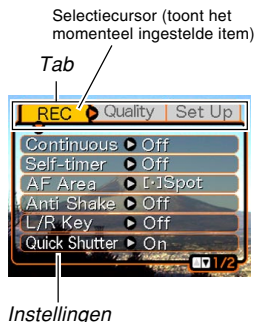 Selectiecursor (toont het
momenteel ingestelde item)
Tab
REC Quality Set Up
Continuous Off
Self-timer Off
AF Area [·]Spot
Anti Shake Off
L/R Key Off
Quick Shutter On
1/2
Instellingen